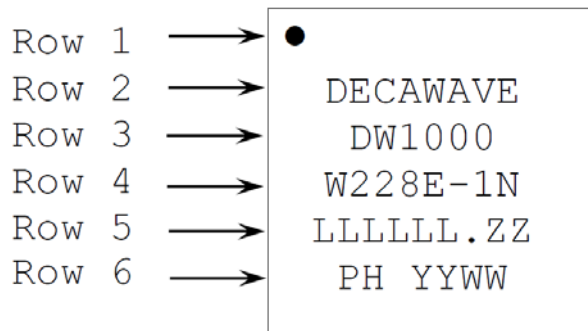 Row 1 ●
Row 2 DECAWAVE
Row 3 DW1000
Row 4 W228E-1N
Row 5 LLLLLL.ZZ
Row 6 PH YYWW